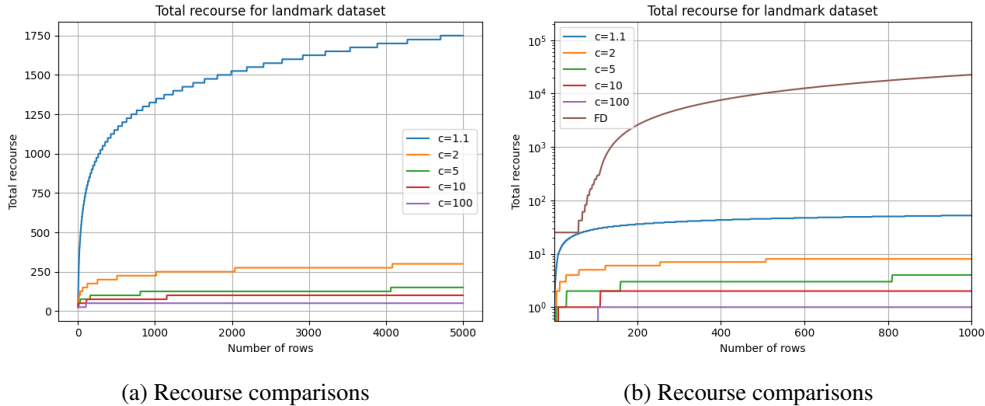 Total recourse for landmark dataset
1750
1500
1250
1000
750
500
250
0
Total recourse
0 1000 2000 3000 4000 5000
Number of rows
c=1.1
c=2
c=5
c=10
c=100
(a) Recourse comparisons
Total recourse for landmark dataset
10^5
10^4
10^3
10^2
10^1
10^0
Total recourse
200 400 600 800 1000
Number of rows
c=1.1
c=2
c=5
c=10
c=100
FD
(b) Recourse comparisons